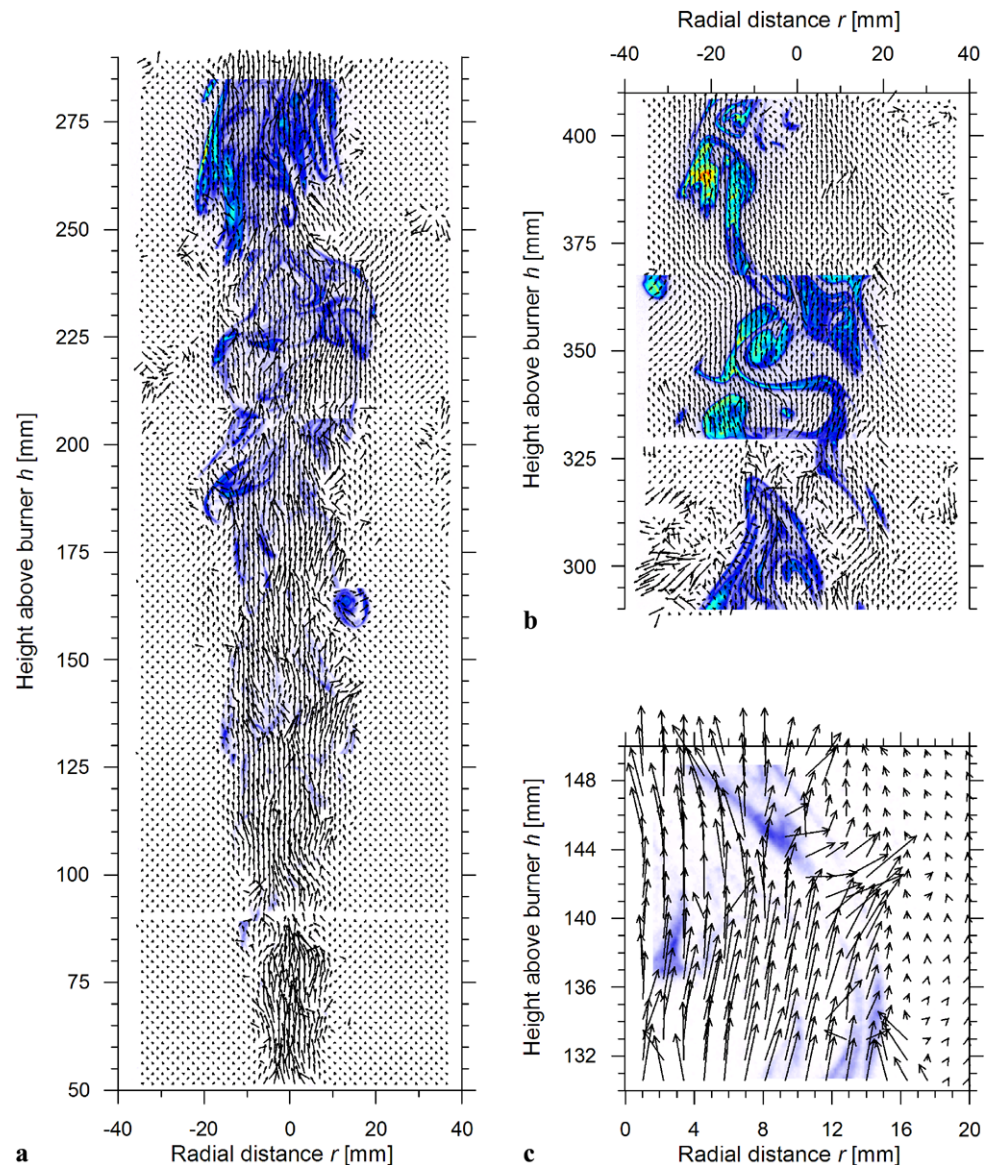 Height above burner h [mm]
275
250
225
200
175
150
125
100
75
50
-40 -20 0 20 40
Radial distance r [mm]
a
Radial distance r [mm]
-40 -20 0 20 40
Height above burner h [mm]
400
375
350
325
300
b
Height above burner h [mm]
148
144
140
136
132
0 4 8 12 16 20
Radial distance r [mm]
c